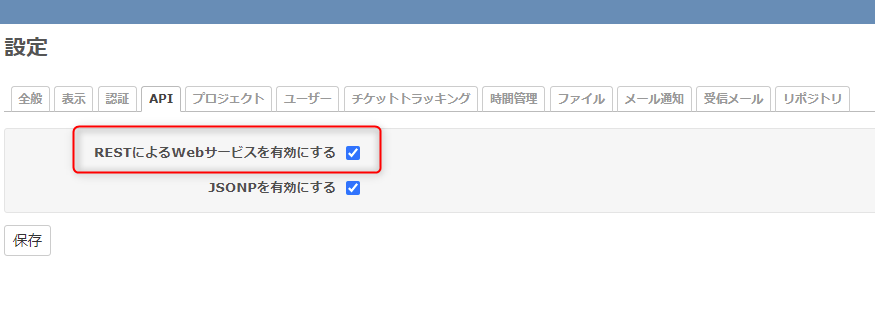 設定
全般 表示 認証 API プロジェクト ユーザー チケットトラッキング 時間管理 ファイル メール通知 受信メール リポジトリ
RESTによるWebサービスを有効にする
JSONPを有効にする
保存